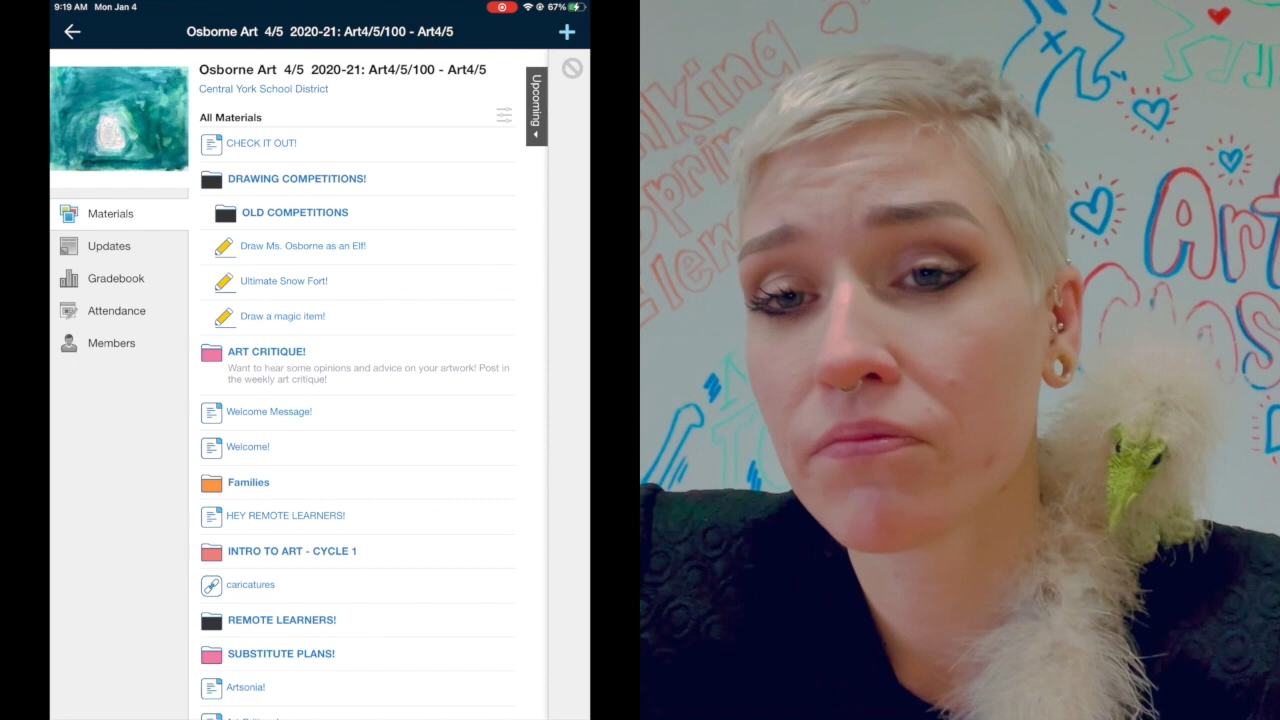 9:19 AM Mon Jan 4
67%
Osborne Art 4/5 2020-21: Art4/5/100 - Art4/5
Osborne Art 4/5 2020-21: Art4/5/100 - Art4/5
Central York School District
Upcoming
All Materials
CHECK IT OUT!
DRAWING COMPETITIONS!
OLD COMPETITIONS
Draw Ms. Osborne as an Elf!
Ultimate Snow Fort!
Draw a magic item!
ART CRITIQUE!
Want to hear some opinions and advice on your artwork! Post in
the weekly art critique!
Welcome Message!
Welcome!
Families
HEY REMOTE LEARNERS!
INTRO TO ART - CYCLE 1
caricatures
REMOTE LEARNERS!
SUBSTITUTE PLANS!
Artsonia!
Materials
Updates
Gradebook
Attendance
Members
Art